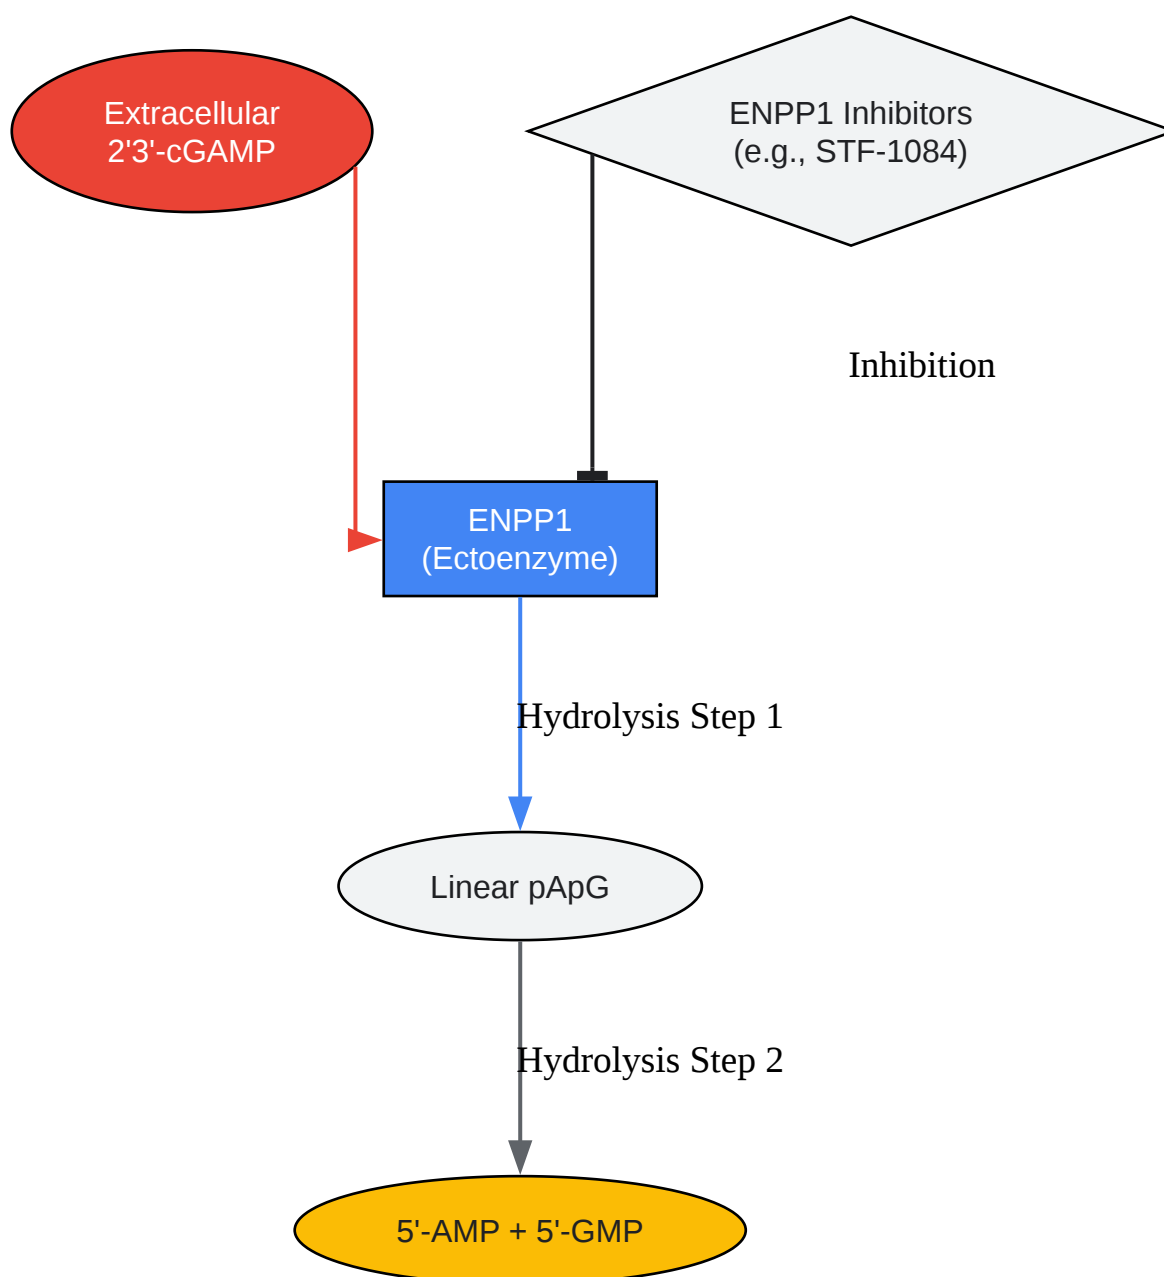 Extracellular
2'3'-cGAMP
ENPP1 Inhibitors
(e.g., STF-1084)
Inhibition
ENPP1
(Ectoenzyme)
Hydrolysis Step 1
Linear pApG
Hydrolysis Step 2
5'-AMP + 5'-GMP